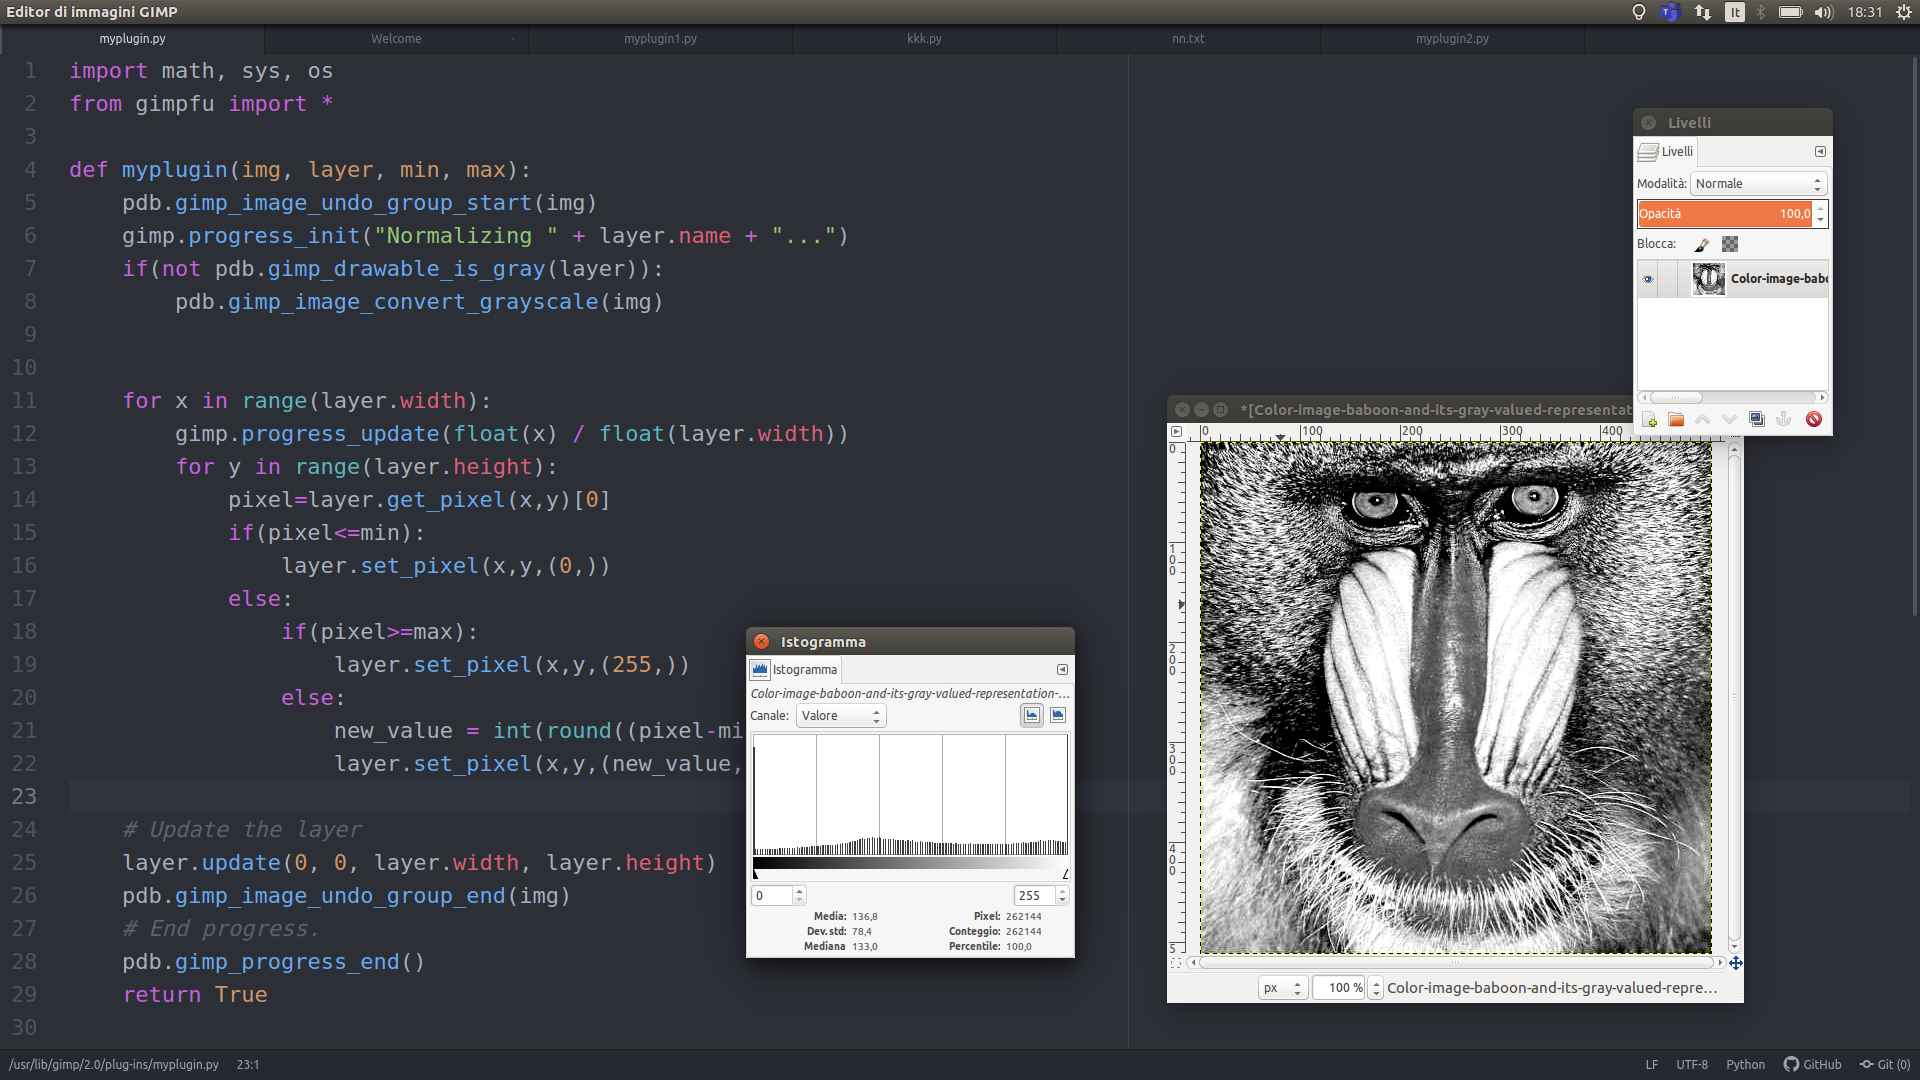 Editor di immagini GIMP
It
18:31
myplugin.py
Welcome
myplugin1.py
kkk.py
nn.txt
myplugin2.py
1 import math, sys, os
2 from gimpfu import *
3
4 def myplugin(img, layer, min, max):
5 pdb.gimp_image_undo_group_start(img)
6 gimp.progress_init("Normalizing " + layer.name + "...")
7 if(not pdb.gimp_drawable_is_gray(layer)):
8 pdb.gimp_image_convert_grayscale(img)
9
10
11 for x in range(layer.width):
12 gimp.progress_update(float(x) / float(layer.width))
13 for y in range(layer.height):
14 pixel=layer.get_pixel(x,y)[0]
15 if(pixel<=min):
16 layer.set_pixel(x,y,(0,))
17 else:
18 if(pixel>=max):
19 layer.set_pixel(x,y,(255,))
20 else:
21 new_value = int(round((pixel-mi
22 layer.set_pixel(x,y,(new_value,
23
24 # Update the layer
25 layer.update(0, 0, layer.width, layer.height)
26 pdb.gimp_image_undo_group_end(img)
27 # End progress.
28 pdb.gimp_progress_end()
29 return True
30
Livelli
Livelli
Modalità: Normale
Opacità 100,0
Blocca:
Color-image-babo
*[Color-image-baboon-and-its-gray-valued-representat
0 100 200 300 400
0
100
200
300
400
5
px 100 % Color-image-baboon-and-its-gray-valued-repre...
Istogramma
Istogramma
Color-image-baboon-and-its-gray-valued-representation-...
Canale: Valore
0 255
Media: 136,8 Pixel: 262144
Dev.std: 78,4 Conteggio: 262144
Mediana 133,0 Percentile: 100,0
/usr/lib/gimp/2.0/plug-ins/myplugin.py 23:1
LF UTF-8 Python GitHub Git (0)